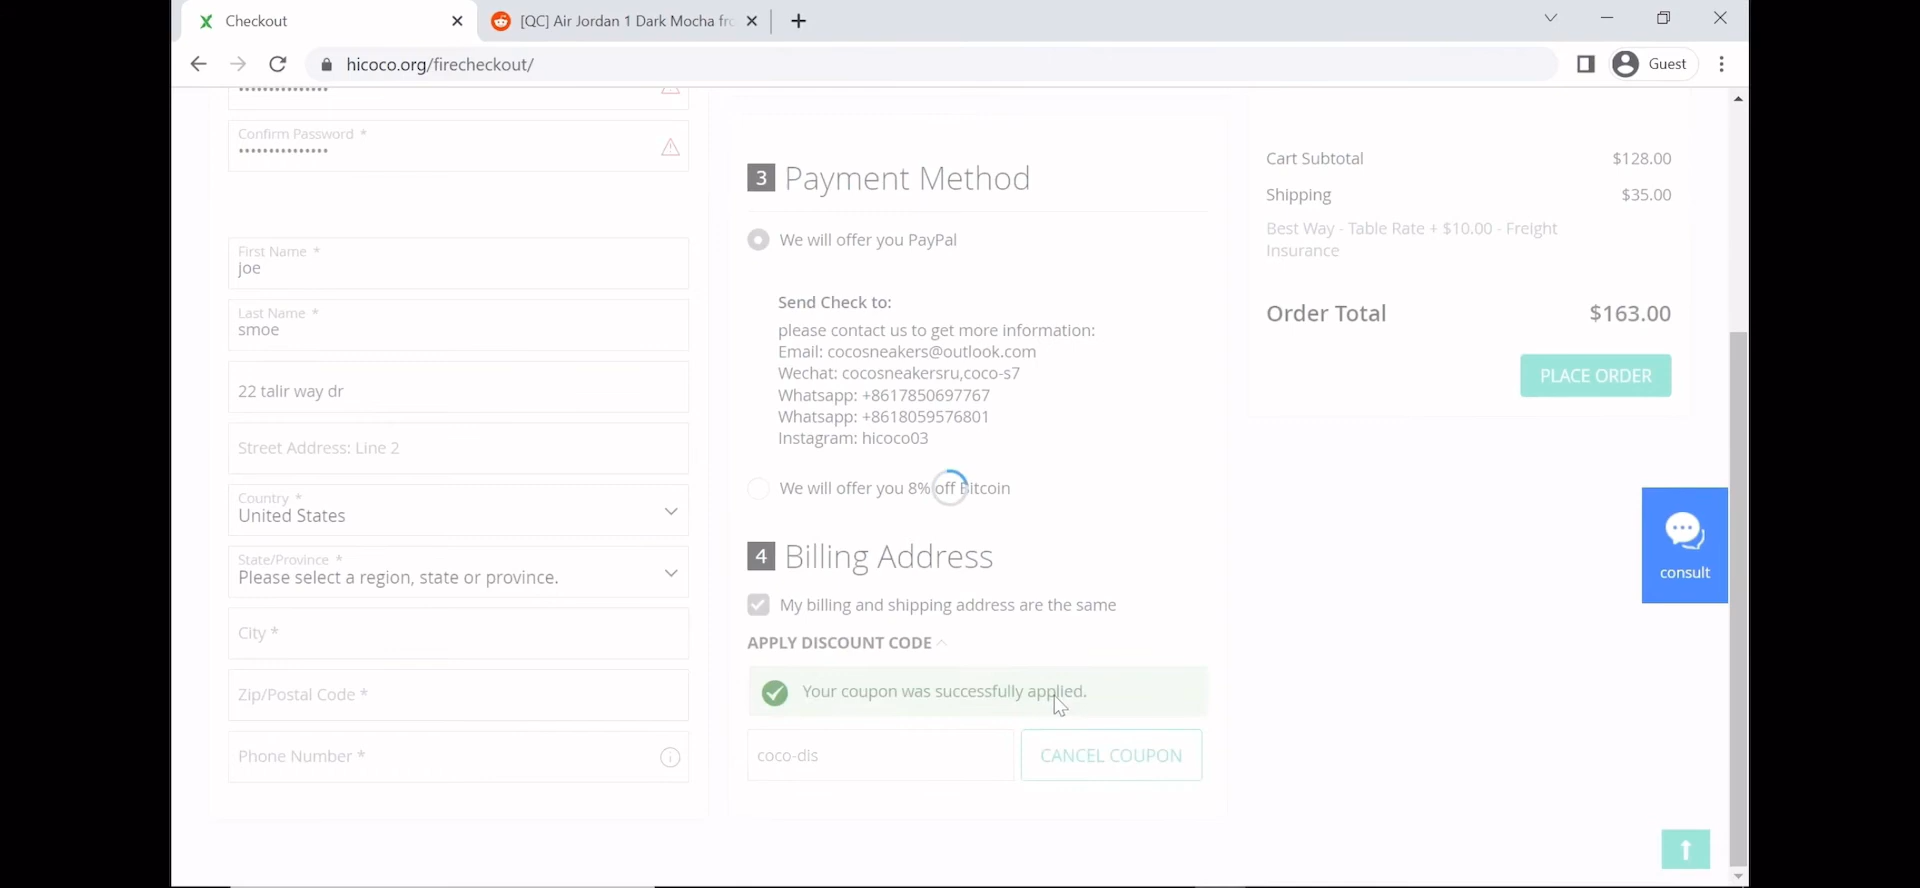 Checkout
[QC] Air Jordan 1 Dark Mocha fr
hicoco.org/firecheckout/
Guest
Confirm Password *
First Name *
joe
Last Name *
smoe
22 talir way dr
Street Address: Line 2
Country *
United States
State/Province *
Please select a region, state or province.
City *
Zip/Postal Code *
Phone Number *
3 Payment Method
We will offer you PayPal
Send Check to:
please contact us to get more information:
Email: cocosneakers@outlook.com
Wechat: cocosneakersru,coco-s7
Whatsapp: +8617850697767
Whatsapp: +8618059576801
Instagram: hicoco03
We will offer you 8% off Bitcoin
4 Billing Address
My billing and shipping address are the same
APPLY DISCOUNT CODE
Your coupon was successfully applied.
coco-dis
CANCEL COUPON
Cart Subtotal $128.00
Shipping $35.00
Best Way - Table Rate + $10.00 - Freight
Insurance
Order Total $163.00
PLACE ORDER
consult